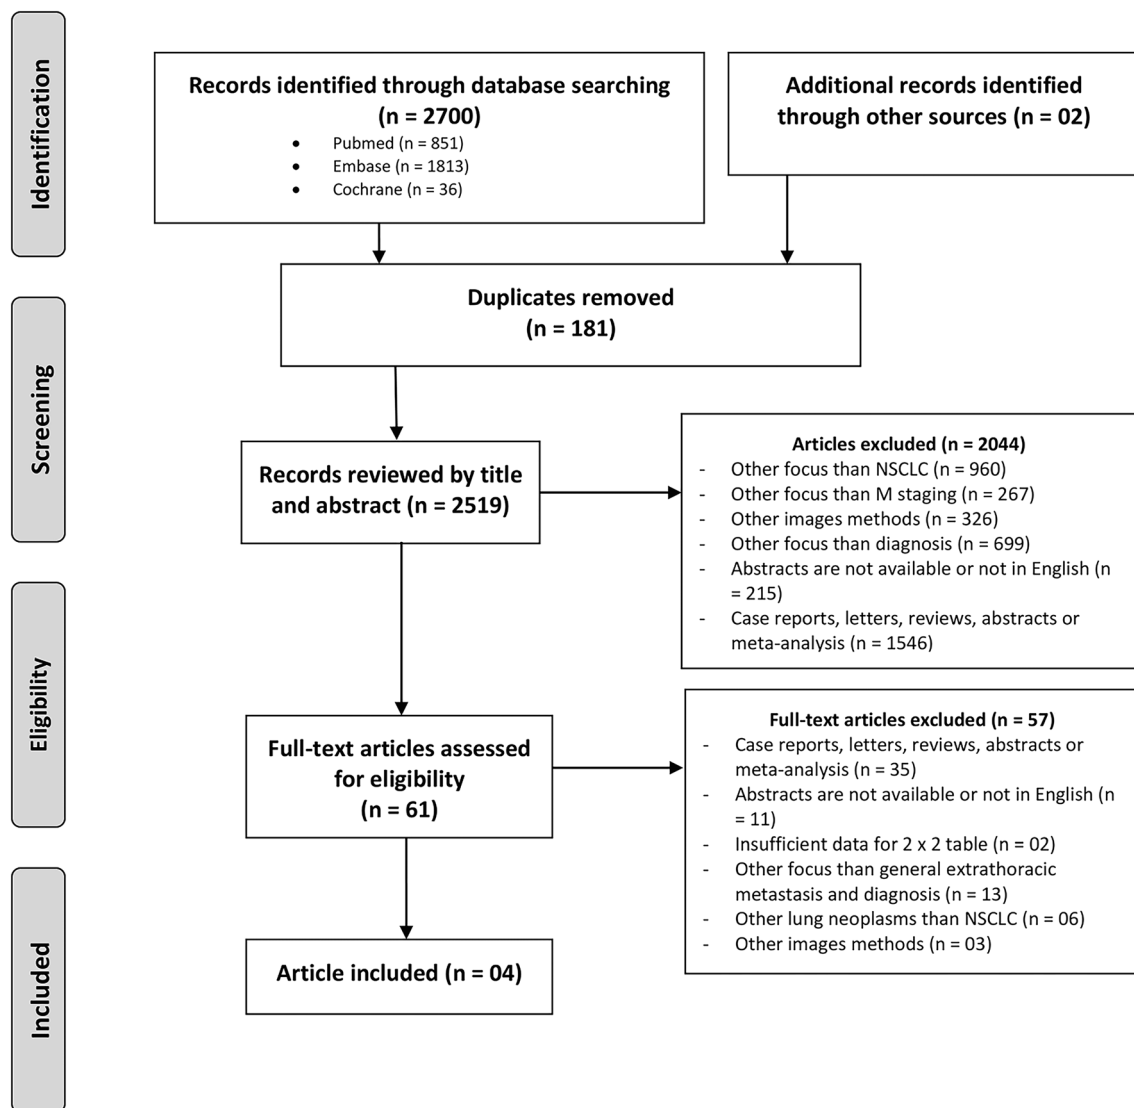 Identification
Records identified through database searching
(n = 2700)
• Pubmed (n = 851)
• Embase (n = 1813)
• Cochrane (n = 36)
Additional records identified
through other sources (n = 02)
Duplicates removed
(n = 181)
Screening
Records reviewed by title
and abstract (n = 2519)
Articles excluded (n = 2044)
- Other focus than NSCLC (n = 960)
- Other focus than M staging (n = 267)
- Other images methods (n = 326)
- Other focus than diagnosis (n = 699)
- Abstracts are not available or not in English (n
= 215)
- Case reports, letters, reviews, abstracts or
meta-analysis (n = 1546)
Eligibility
Full-text articles assessed
for eligibility
(n = 61)
Full-text articles excluded (n = 57)
- Case reports, letters, reviews, abstracts or
meta-analysis (n = 35)
- Abstracts are not available or not in English (n
= 11)
- Insufficient data for 2 x 2 table (n = 02)
- Other focus than general extrathoracic
metastasis and diagnosis (n = 13)
- Other lung neoplasms than NSCLC (n = 06)
- Other images methods (n = 03)
Included
Article included (n = 04)